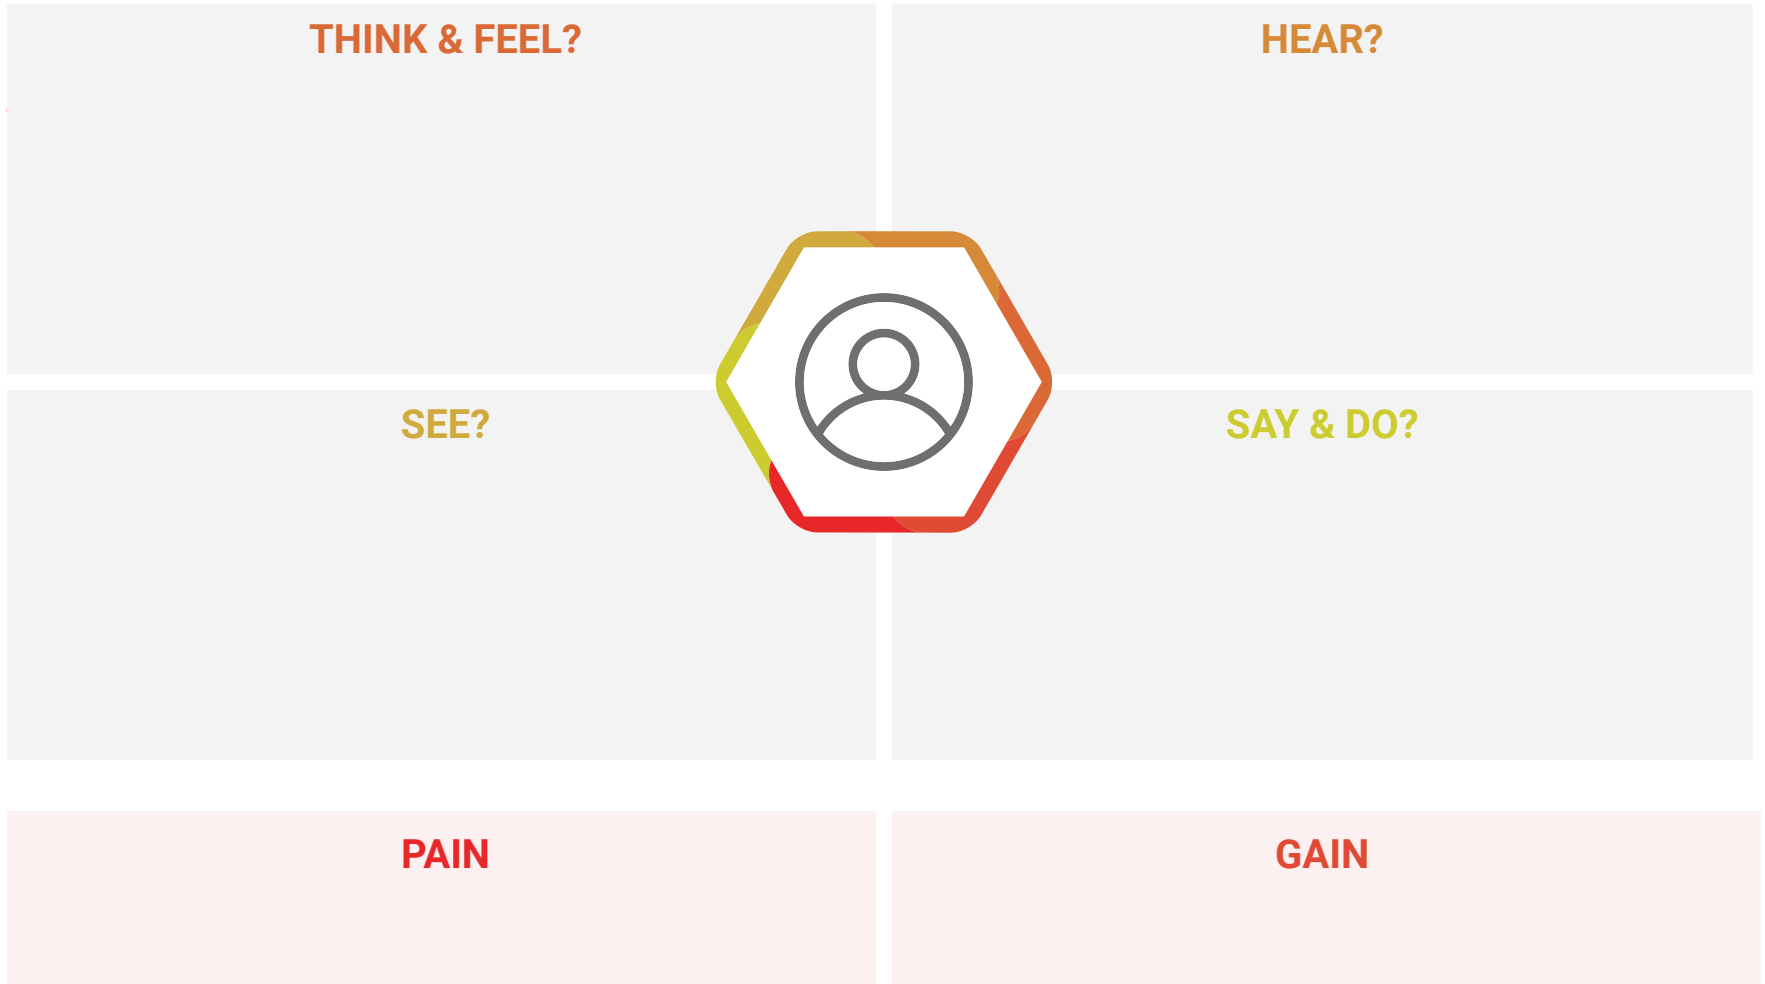 THINK & FEEL?
HEAR?
SEE?
SAY & DO?
PAIN
GAIN